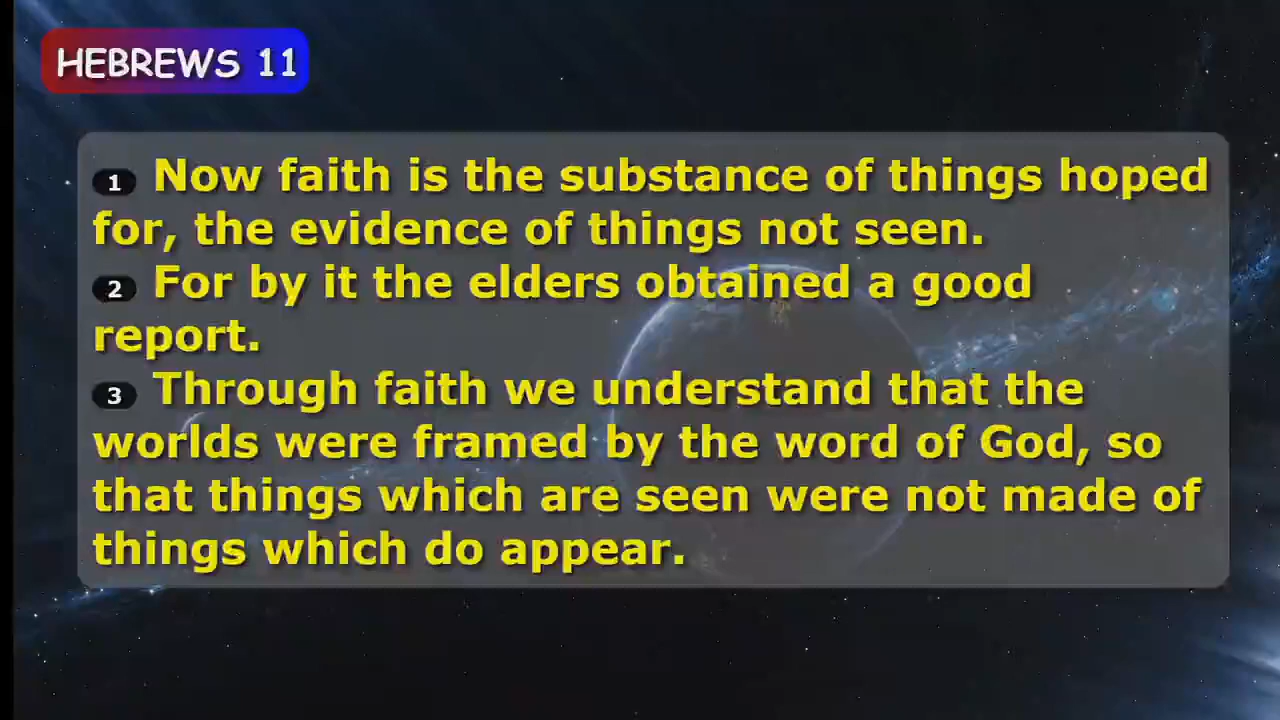 HEBREWS 11
1 Now faith is the substance of things hoped
for, the evidence of things not seen.
2 For by it the elders obtained a good
report.
3 Through faith we understand that the
worlds were framed by the word of God, so
that things which are seen were not made of
things which do appear.